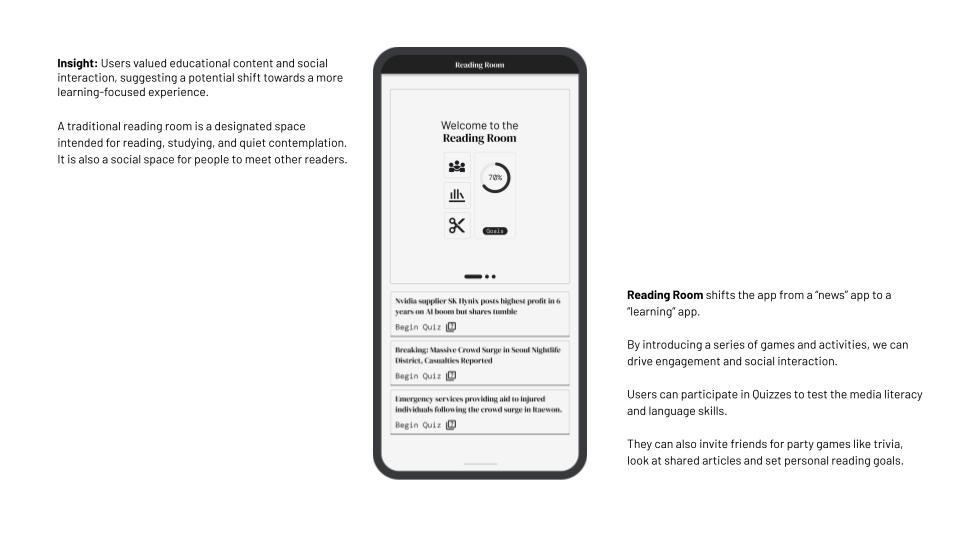 Insight: Users valued educational content and social
interaction, suggesting a potential shift towards a more
learning-focused experience.
A traditional reading room is a designated space
intended for reading, studying, and quiet contemplation.
It is also a social space for people to meet other readers.
Reading Room
Welcome to the
Reading Room
70%
Goals
Nvidia supplier SK Hynix posts highest profit in 6
years on AI boom but shares tumble
Begin Quiz
Breaking: Massive Crowd Surge in Seoul Nightlife
District, Casualties Reported
Begin Quiz
Emergency services providing aid to injured
individuals following the crowd surge in Itaewon.
Begin Quiz
Reading Room shifts the app from a “news” app to a
“learning” app.
By introducing a series of games and activities, we can
drive engagement and social interaction.
Users can participate in Quizzes to test the media literacy
and language skills.
They can also invite friends for party games like trivia,
look at shared articles and set personal reading goals.